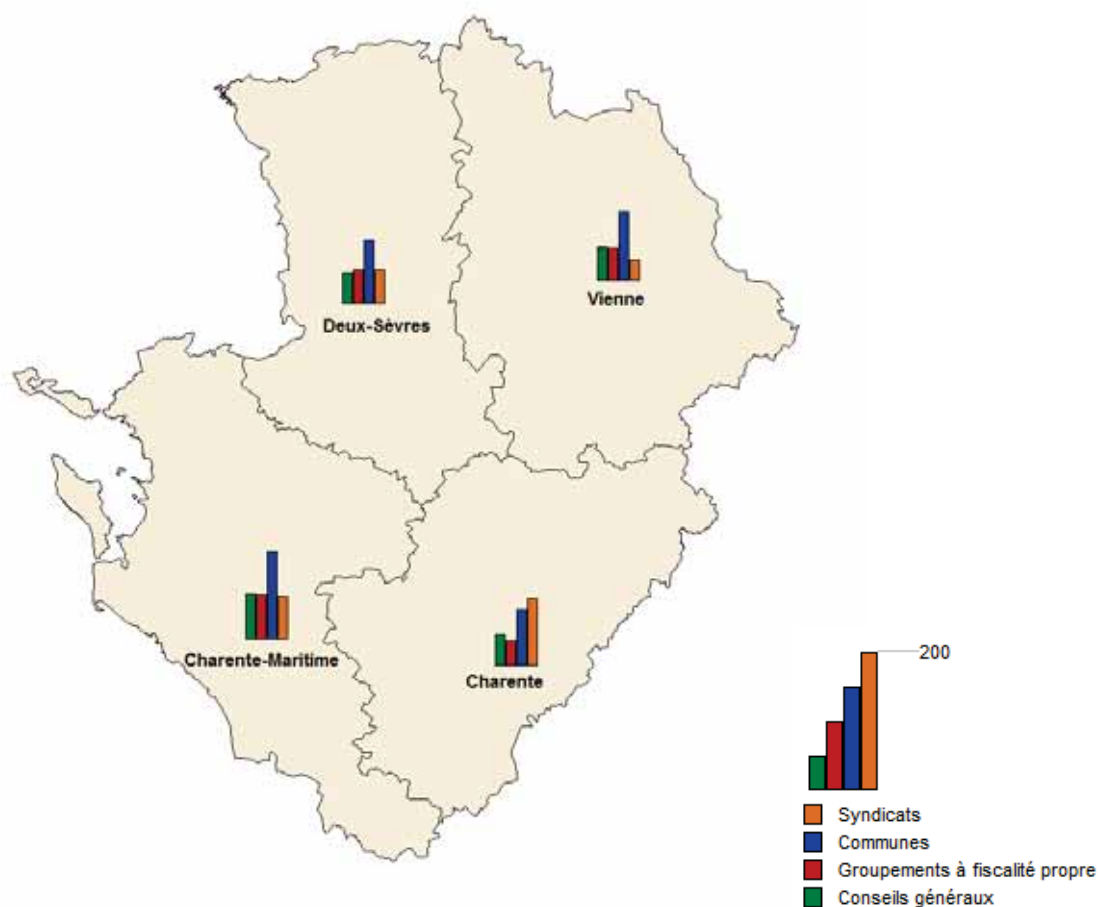 Vienne
Deux-Sèvres
Charente-Maritime
Charente
200
Syndicats
Communes
Groupements à fiscalité propre
Conseils généraux